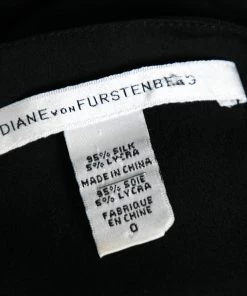 DIANE VON FURSTENBERG
95% SILK
5% LYCRA
MADE IN CHINA
95% SOIE
5% LYCRA
FABRIQUE
EN CHINE
0